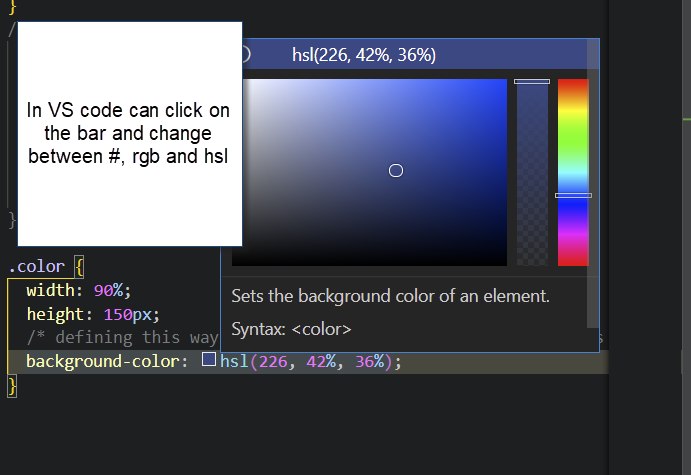 }
/
hsl(226, 42%, 36%)
In VS code can click on
the bar and change
between #, rgb and hsl
}
.color {
Sets the background color of an element.
width: 90%;
height: 150px;
Syntax: <color>
/* defining this way
background-color: hsl(226, 42%, 36%);
}